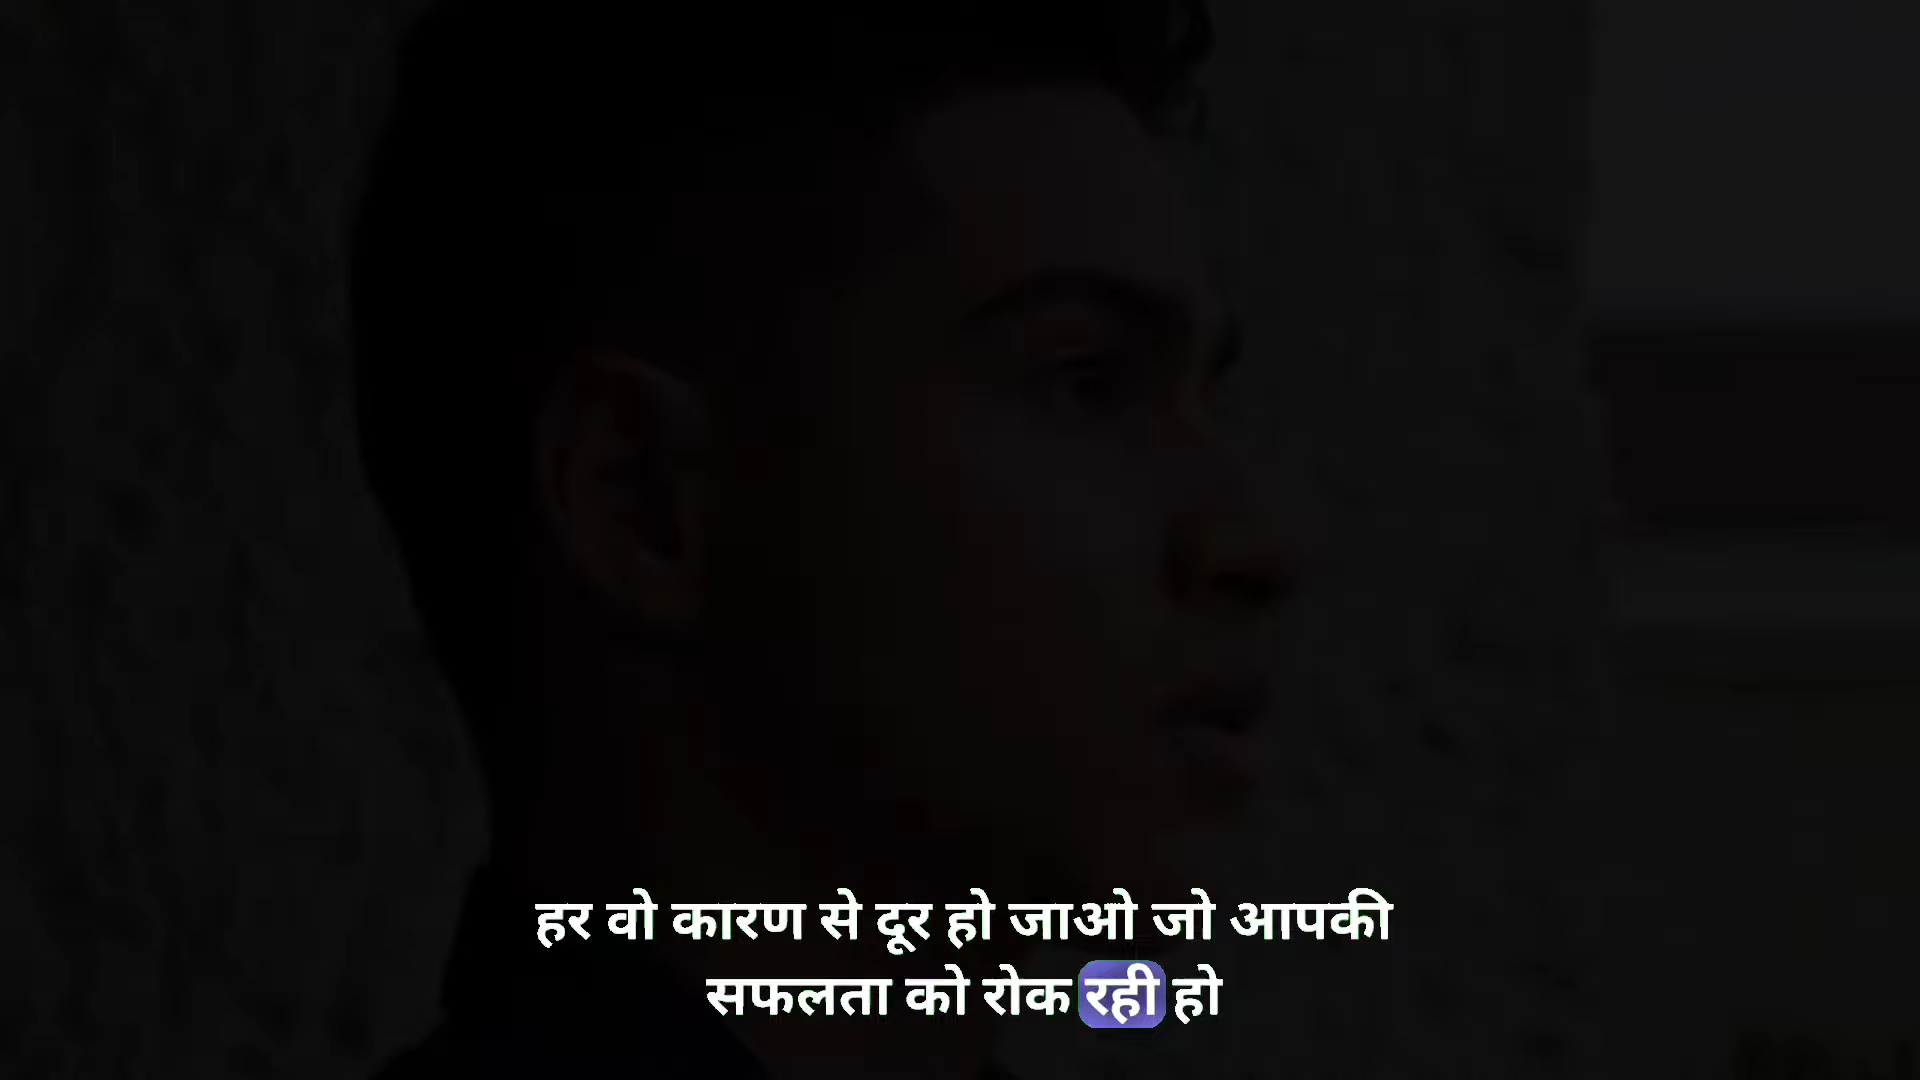 हर वो कारण से दूर हो जाओ जो आपकी
सफलता को रोक रही हो